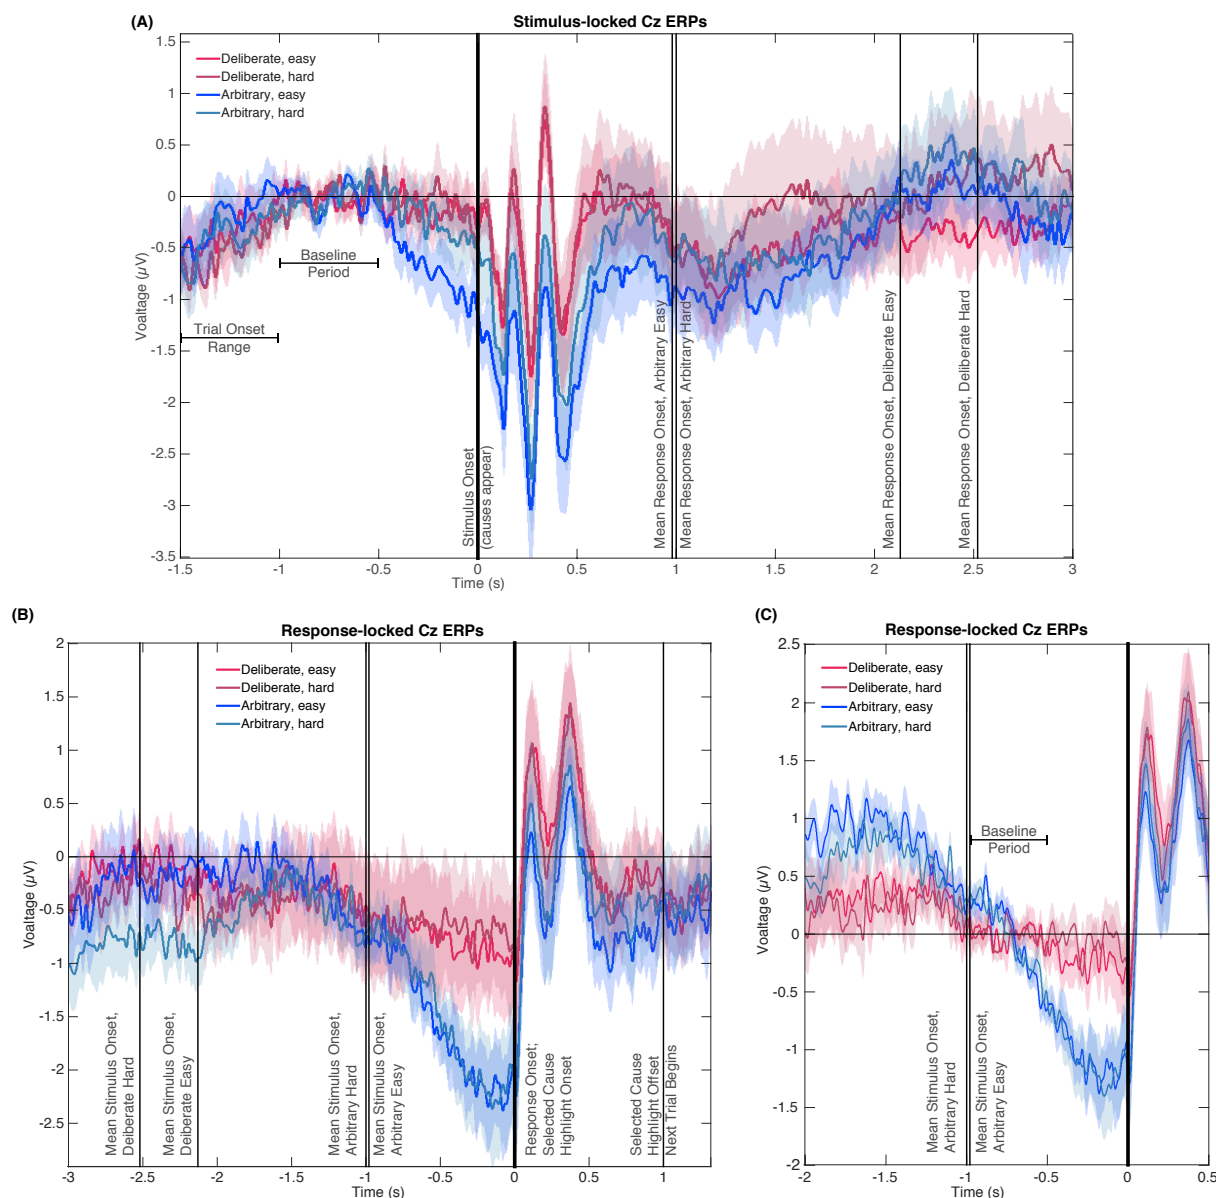 (A)
Stimulus-locked Cz ERPs
Deliberate, easy
Deliberate, hard
Arbitrary, easy
Arbitrary, hard
1.5
1
0.5
0
-0.5
-1
-1.5
-2
-2.5
-3
-3.5
Voaltage (µV)
Baseline
Period
Trial Onset
Range
Stimulus Onset
(causes appear)
Mean Response Onset, Arbitrary Easy
Mean Response Onset, Arbitrary Hard
Mean Response Onset, Deliberate Easy
Mean Response Onset, Deliberate Hard
-1.5
-1
-0.5
0
0.5
1
1.5
2
2.5
3
Time (s)
(B)
Response-locked Cz ERPs
Deliberate, easy
Deliberate, hard
Arbitrary, easy
Arbitrary, hard
2
1.5
1
0.5
0
-0.5
-1
-1.5
-2
-2.5
Voaltage (µV)
Mean Stimulus Onset,
Deliberate Hard
Mean Stimulus Onset,
Deliberate Easy
Mean Stimulus Onset,
Arbitrary Hard
Mean Stimulus Onset,
Arbitrary Easy
Response Onset;
Selected Cause
Highlight Onset
Selected Cause
Highlight Offset
Next Trial Begins
-3
-2.5
-2
-1.5
-1
-0.5
0
0.5
1
Time (s)
(C)
Response-locked Cz ERPs
Deliberate, easy
Deliberate, hard
Arbitrary, easy
Arbitrary, hard
2.5
2
1.5
1
0.5
0
-0.5
-1
-1.5
-2
Voaltage (µV)
Baseline
Period
Mean Stimulus Onset,
Arbitrary Hard
Mean Stimulus Onset,
Arbitrary Easy
-2
-1.5
-1
-0.5
0
0.5
Time (s)